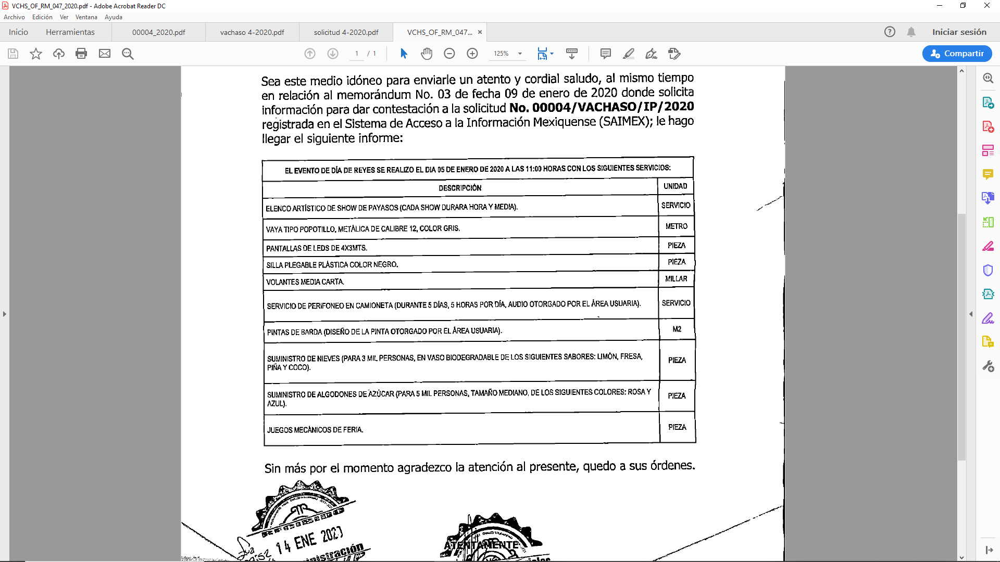 VCHS_OF_RM_047_2020.pdf - Adobe Acrobat Reader DC
Archivo Edición Ver Ventana Ayuda
Inicio Herramientas 00004_2020.pdf vachaso 4-2020.pdf solicitud 4-2020.pdf VCHS_OF_RM_047... × Iniciar sesión
1 / 1 125% Compartir
Sea este medio idóneo para enviarle un atento y cordial saludo, al mismo tiempo
en relación al memorándum No. 03 de fecha 09 de enero de 2020 donde solicita
información para dar contestación a la solicitud No. 00004/VACHASO/IP/2020
registrada en el Sistema de Acceso a la Información Mexiquense (SAIMEX); le hago
llegar el siguiente informe:
EL EVENTO DE DÍA DE REYES SE REALIZO EL DIA 05 DE ENERO DE 2020 A LAS 11:00 HORAS CON LOS SIGUIENTES SERVICIOS:
DESCRIPCIÓN UNIDAD
ELENCO ARTÍSTICO DE SHOW DE PAYASOS (CADA SHOW DURARA HORA Y MEDIA). SERVICIO
VAYA TIPO POPOTILLO, METÁLICA DE CALIBRE 12, COLOR GRIS. METRO
PANTALLAS DE LEDS DE 4X3MTS. PIEZA
SILLA PLEGABLE PLÁSTICA COLOR NEGRO. PIEZA
VOLANTES MEDIA CARTA. MILLAR
SERVICIO DE PERIFONEO EN CAMIONETA (DURANTE 5 DÍAS, 5 HORAS POR DÍA, AUDIO OTORGADO POR EL ÁREA USUARIA). SERVICIO
PINTAS DE BARDA (DISEÑO DE LA PINTA OTORGADO POR EL ÁREA USUARIA). M2
SUMINISTRO DE NIEVES (PARA 3 MIL PERSONAS, EN VASO BIODEGRADABLE DE LOS SIGUIENTES SABORES: LIMÓN, FRESA, PIEZA
PIÑA Y COCO).
SUMINISTRO DE ALGODONES DE AZÚCAR (PARA 5 MIL PERSONAS, TAMAÑO MEDIANO, DE LOS SIGUIENTES COLORES: ROSA Y PIEZA
AZUL).
JUEGOS MECÁNICOS DE FERIA. PIEZA
Sin más por el momento agradezco la atención al presente, quedo a sus órdenes.
14 ENE 2020
ATENTAMENTE